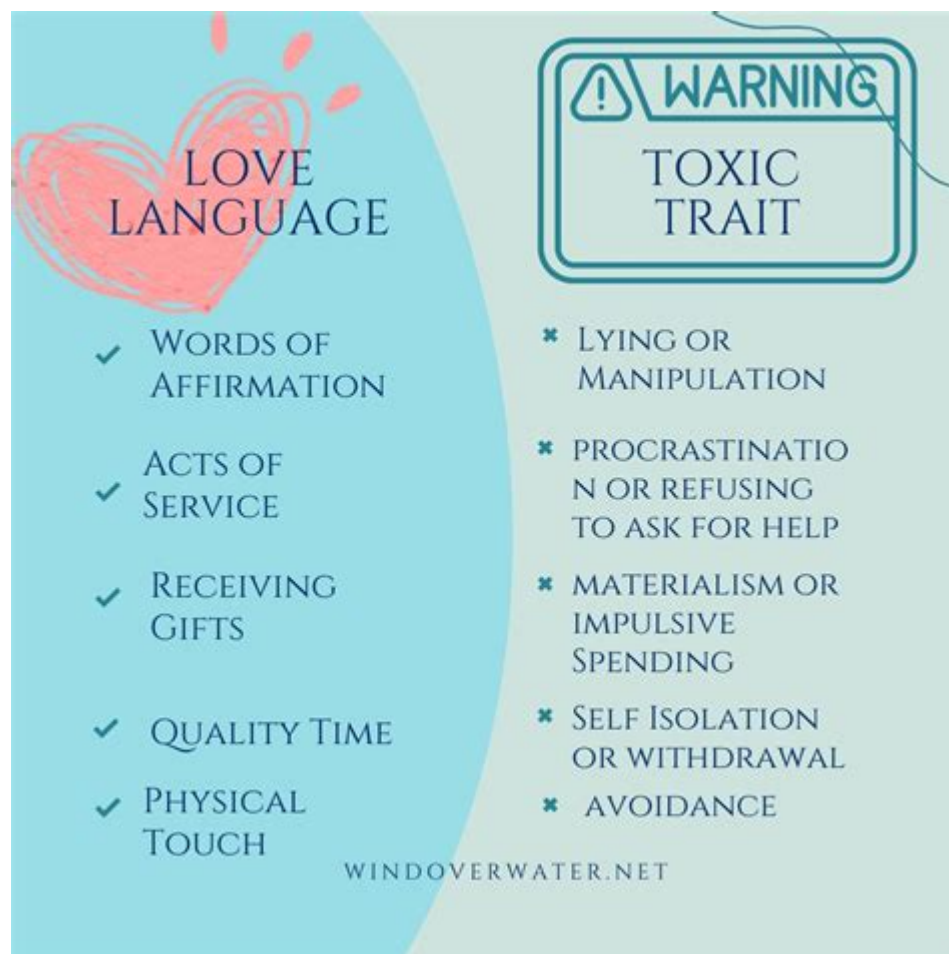 LOVE
LANGUAGE
WORDS OF
AFFIRMATION
ACTS OF
SERVICE
RECEIVING
GIFTS
QUALITY TIME
PHYSICAL
TOUCH
WARNING
TOXIC
TRAIT
LYING OR
MANIPULATION
PROCRASTINATIO
N OR REFUSING
TO ASK FOR HELP
MATERIALISM OR
IMPULSIVE
SPENDING
SELF ISOLATION
OR WITHDRAWAL
AVOIDANCE
WINDOVERWATER.NET